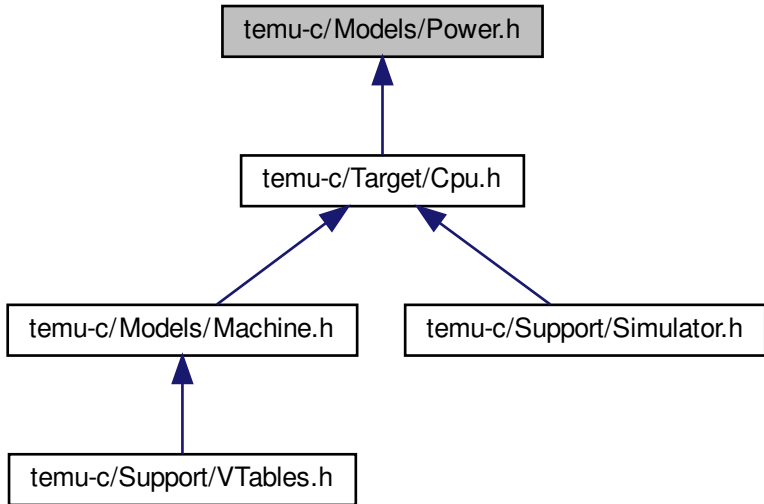 temu-c/Models/Power.h
temu-c/Target/Cpu.h
temu-c/Models/Machine.h
temu-c/Support/Simulator.h
temu-c/Support/VTables.h